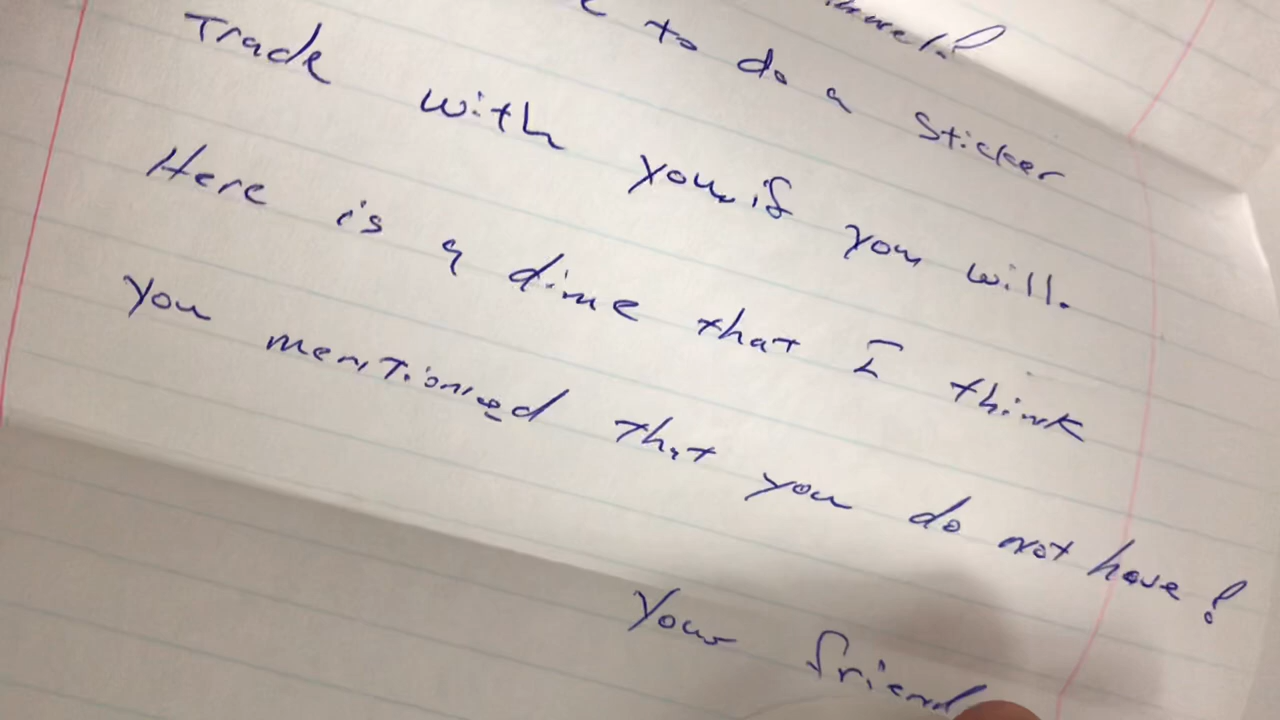 to do a sticker
Trade with you if you will.
Here is a dime that I think
you mentioned that you do not have!
Your friend